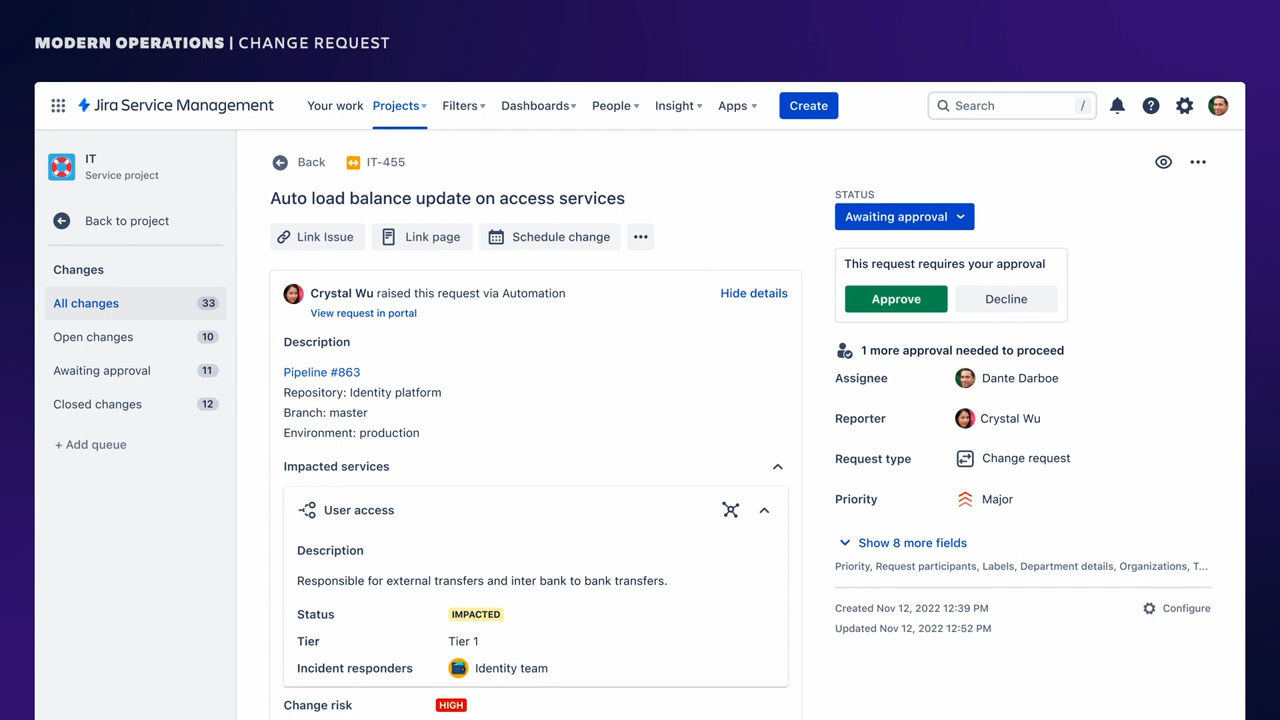 MODERN OPERATIONS | CHANGE REQUEST
Jira Service Management
Your work
Projects
Filters
Dashboards
People
Insight
Apps
Create
Search
/
IT
Service project
Back to project
Changes
All changes 33
Open changes 10
Awaiting approval 11
Closed changes 12
+ Add queue
Back
IT-455
Auto load balance update on access services
Link Issue
Link page
Schedule change
Crystal Wu raised this request via Automation
Hide details
View request in portal
Description
Pipeline #863
Repository: Identity platform
Branch: master
Environment: production
Impacted services
User access
Description
Responsible for external transfers and inter bank to bank transfers.
Status IMPACTED
Tier Tier 1
Incident responders Identity team
Change risk HIGH
STATUS
Awaiting approval
This request requires your approval
Approve
Decline
1 more approval needed to proceed
Assignee Dante Darboe
Reporter Crystal Wu
Request type Change request
Priority Major
Show 8 more fields
Priority, Request participants, Labels, Department details, Organizations, T...
Created Nov 12, 2022 12:39 PM
Configure
Updated Nov 12, 2022 12:52 PM